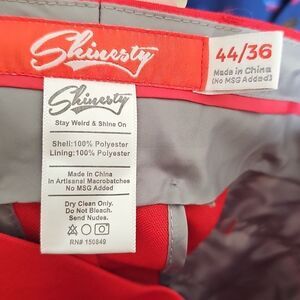 Shinesty
44/36
Made in China
(No MSG Added)
Shinesty
Stay Weird & Shine On
Shell:100% Polyester
Lining: 100% Polyester
Made in China
in Artisanal Macrobatches
(No MSG Added)
Dry Clean Only.
Do Not Bleach.
Send Nudes.
RN# 150849